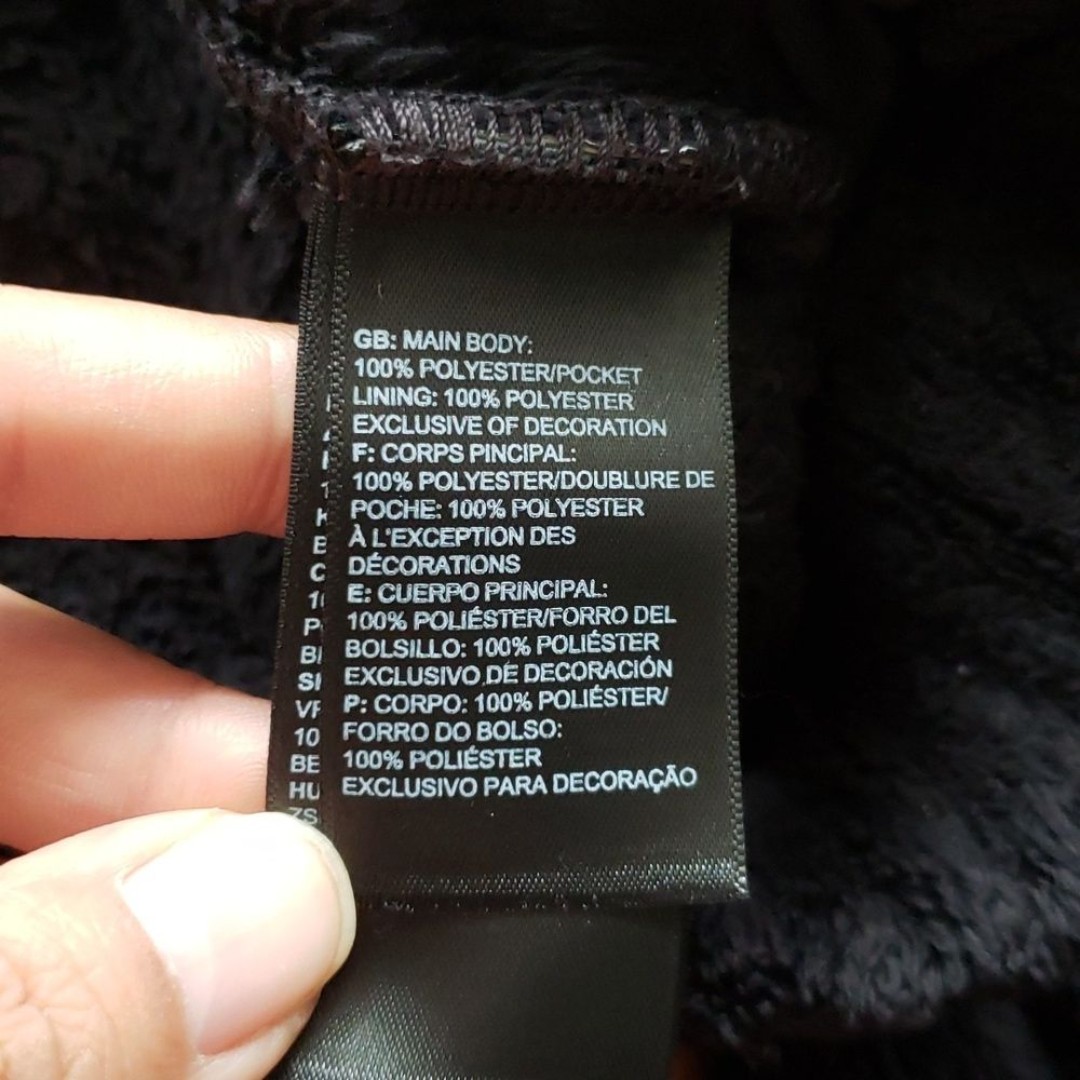 GB: MAIN BODY:
100% POLYESTER/POCKET
LINING: 100% POLYESTER
EXCLUSIVE OF DECORATION
F: CORPS PINCIPAL:
100% POLYESTER/DOUBLURE DE
POCHE: 100% POLYESTER
À L'EXCEPTION DES
DÉCORATIONS
E: CUERPO PRINCIPAL:
100% POLIÉSTER/FORRO DEL
BOLSILLO: 100% POLIÉSTER
EXCLUSIVO DE DECORACIÓN
P: CORPO: 100% POLIÉSTER/
FORRO DO BOLSO:
100% POLIÉSTER
EXCLUSIVO PARA DECORAÇÃO